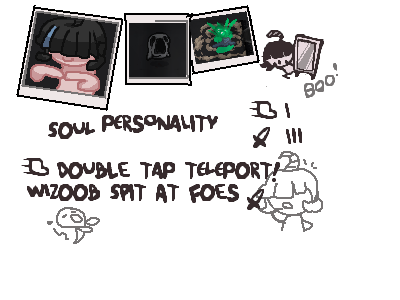 SOUL PERSONALITY
BOO!
I
III
DOUBLE TAP TELEPORT!
WIZOOB SPIT AT FOES